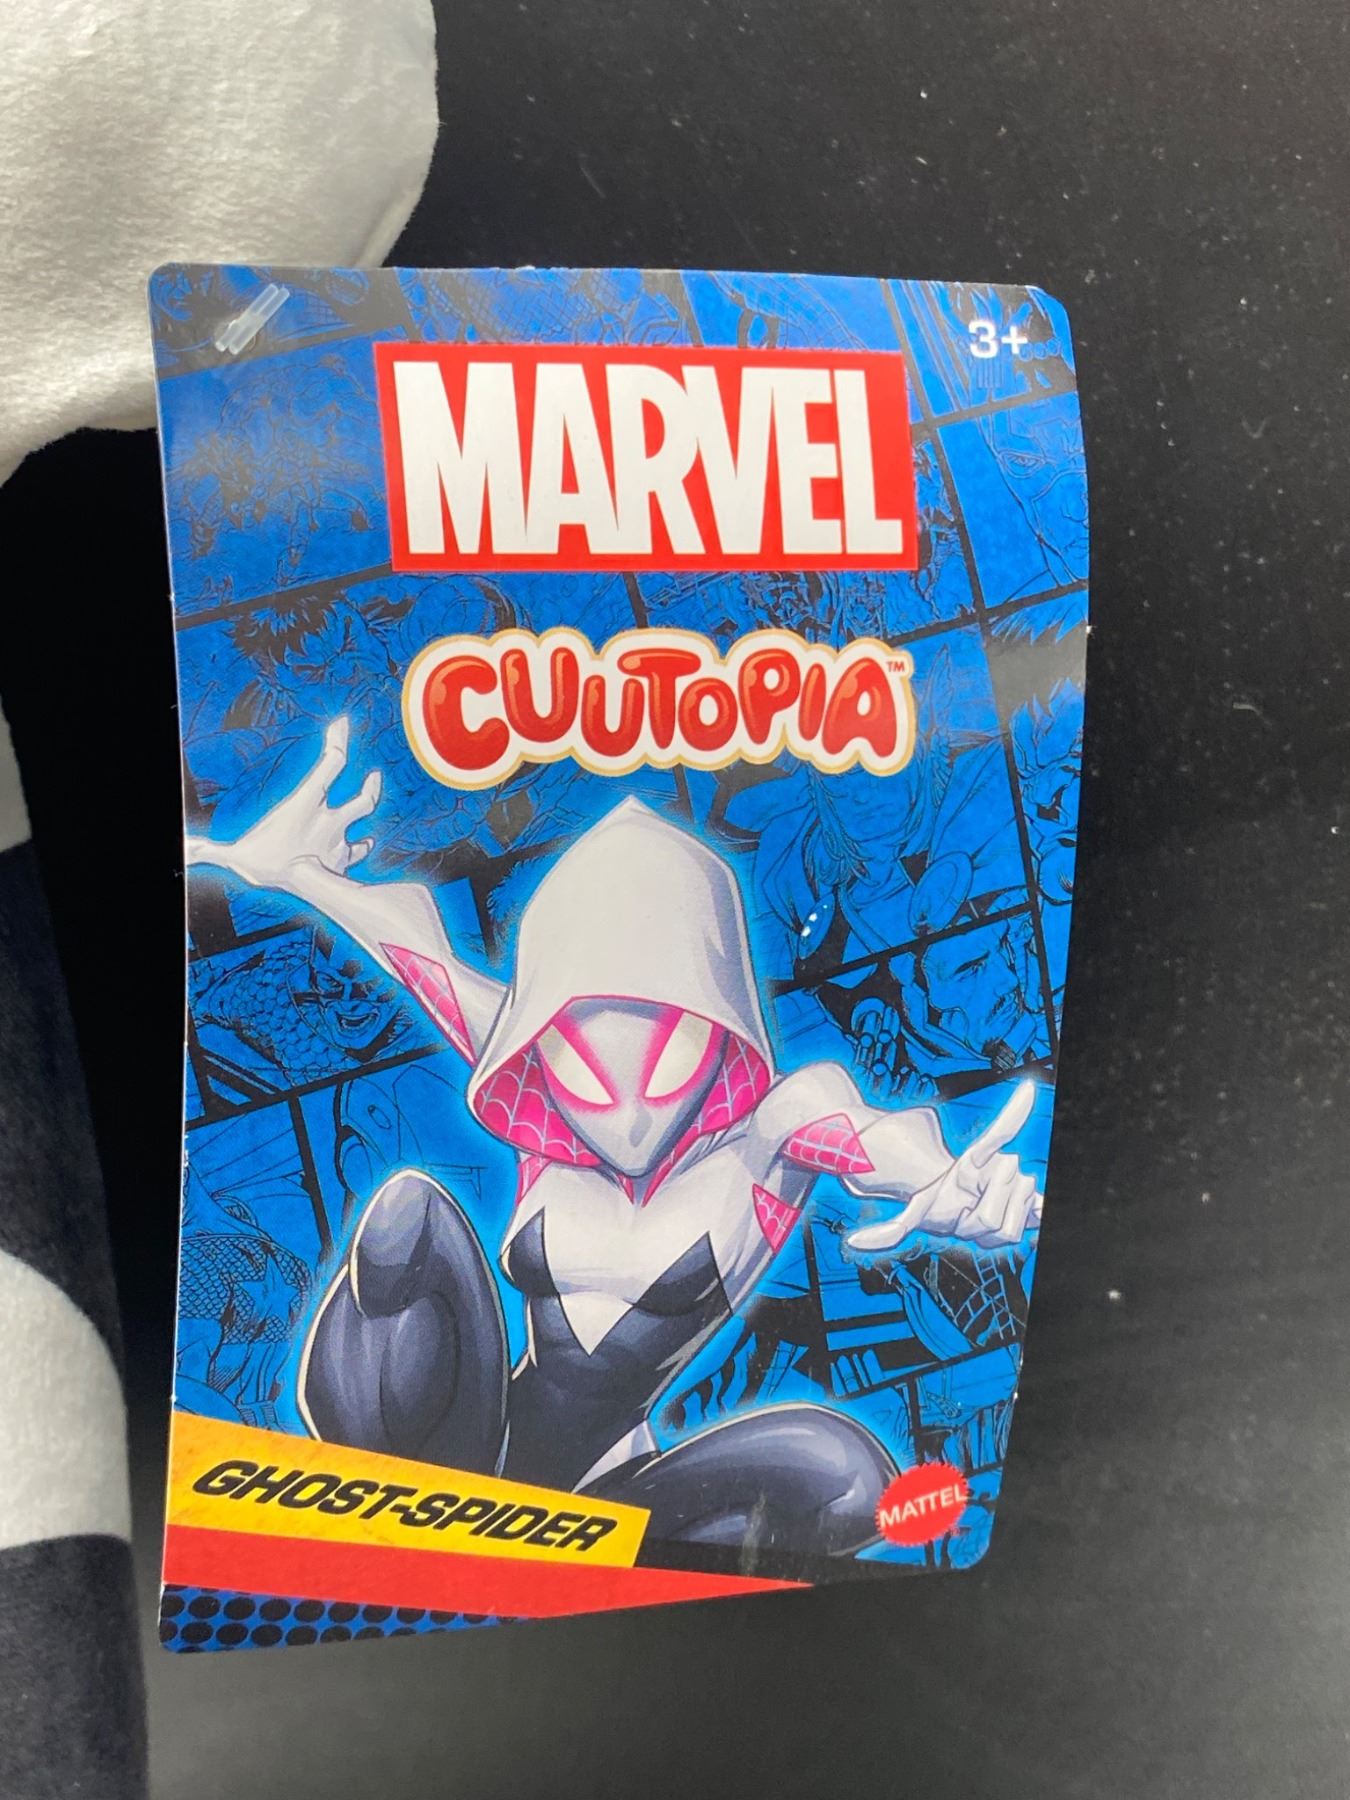 3+
MARVEL
CUUTOPIA™
GHOST-SPIDER
MATTEL